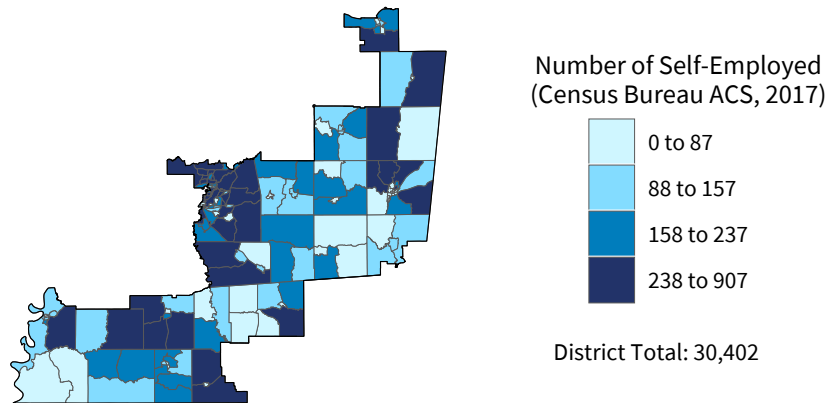 Number of Self-Employed
(Census Bureau ACS, 2017)
0 to 87
88 to 157
158 to 237
238 to 907
District Total: 30,402